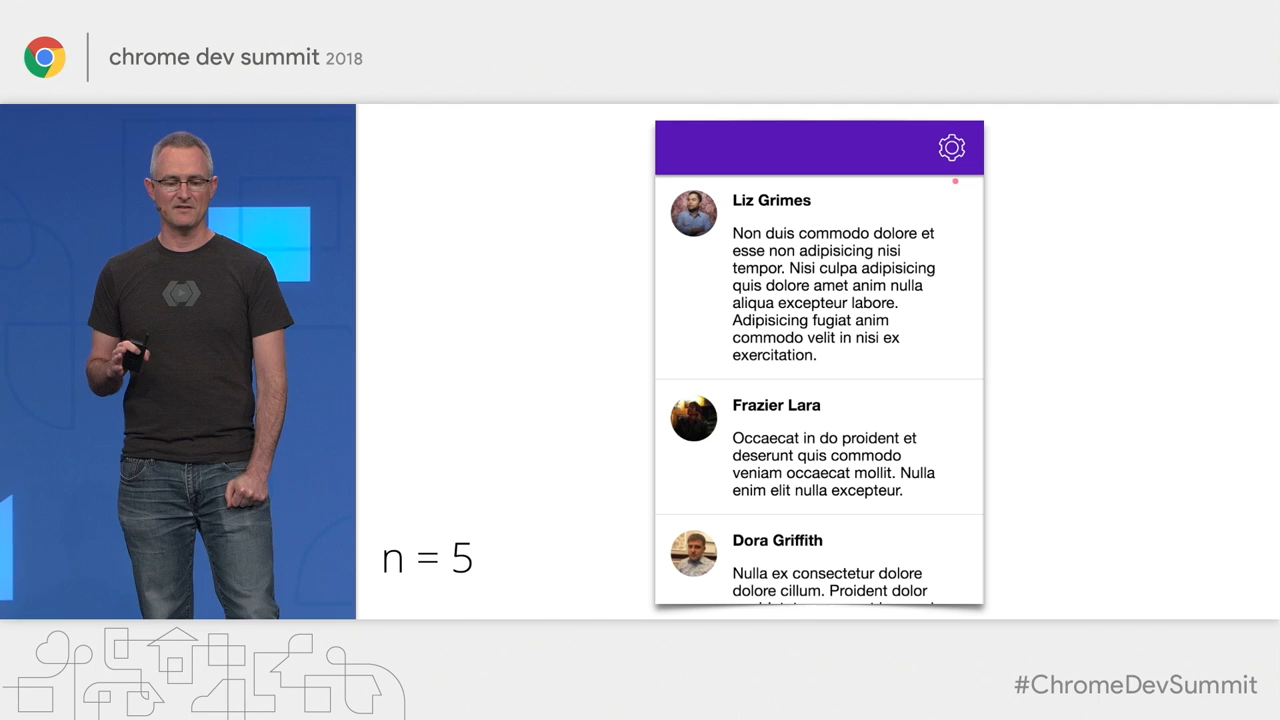 chrome dev summit 2018
Liz Grimes
Non duis commodo dolore et
esse non adipisicing nisi
tempor. Nisi culpa adipisicing
quis dolore amet anim nulla
aliqua excepteur labore.
Adipisicing fugiat anim
commodo velit in nisi ex
exercitation.
Frazier Lara
Occaecat in do proident et
deserunt quis commodo
veniam occaecat mollit. Nulla
enim elit nulla excepteur.
Dora Griffith
Nulla ex consectetur dolore
dolore cillum. Proident dolor
n = 5
#ChromeDevSummit